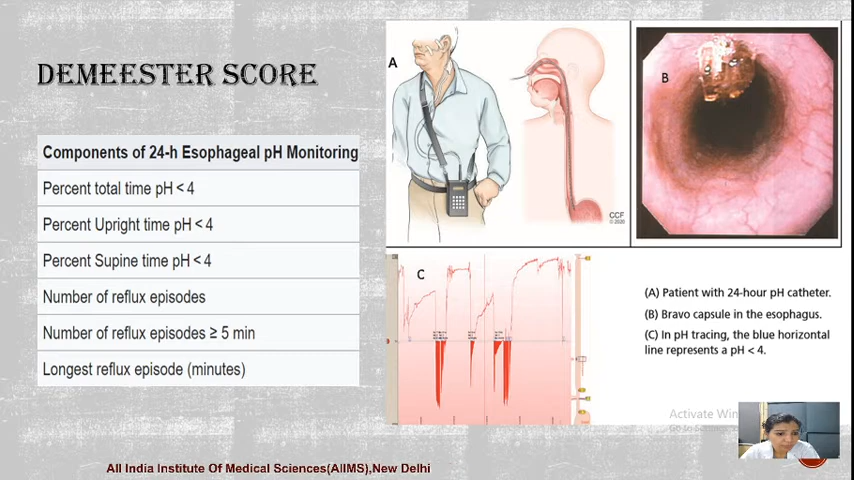 DEMEESTER SCORE
Components of 24-h Esophageal pH Monitoring
Percent total time pH < 4
Percent Upright time pH < 4
Percent Supine time pH < 4
Number of reflux episodes
Number of reflux episodes ≥ 5 min
Longest reflux episode (minutes)
A
CCF
© 2020
B
C
(A) Patient with 24-hour pH catheter.
(B) Bravo capsule in the esophagus.
(C) In pH tracing, the blue horizontal
line represents a pH < 4.
Activate Win
All India Institute Of Medical Sciences(AIIMS),New Delhi